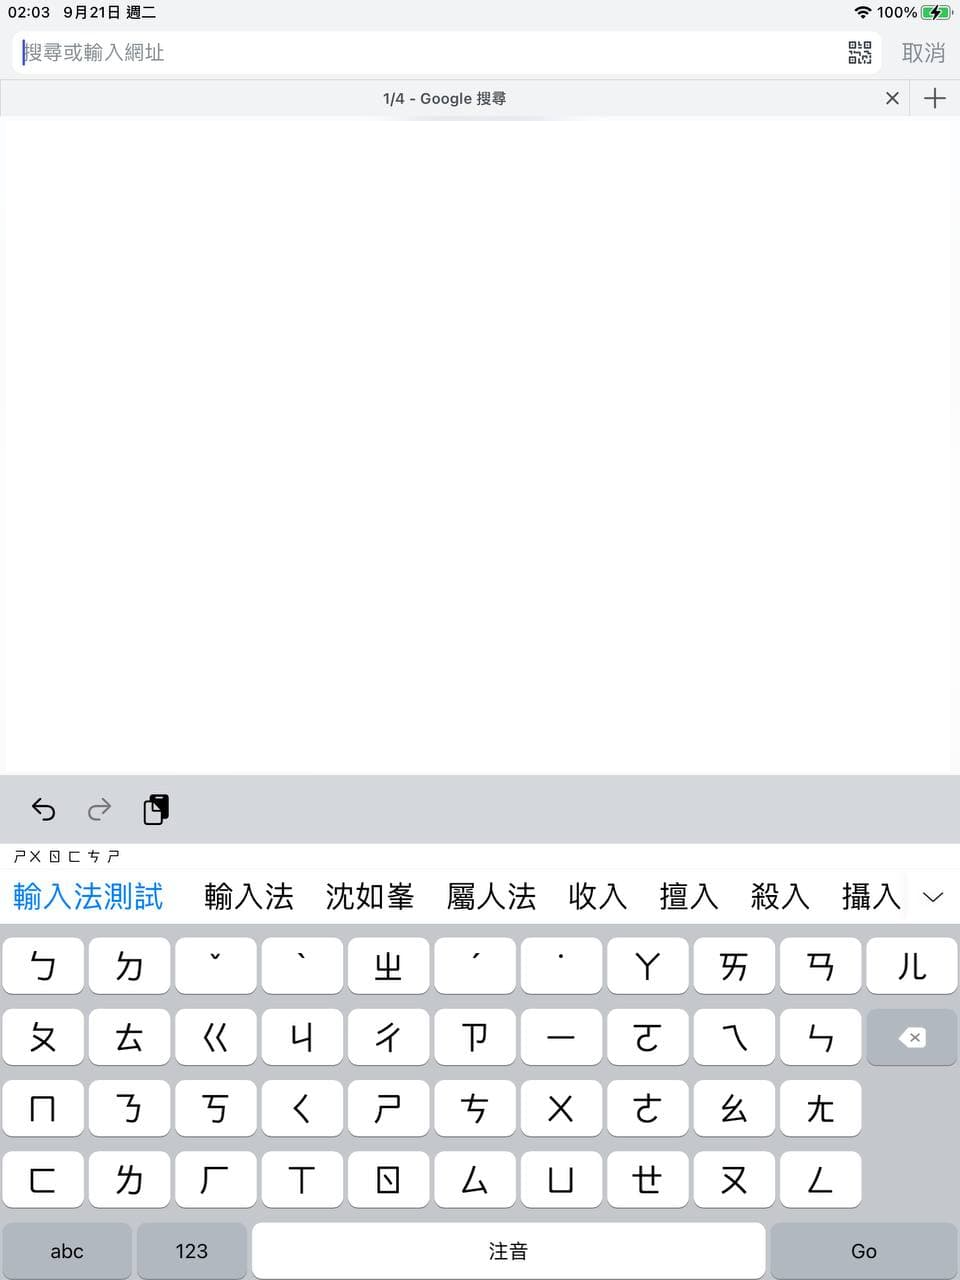 02:03 9月21日 週二 100%
搜尋或輸入網址 取消
1/4 - Google 搜尋
ㄕㄨ ㄖ ㄈ ㄘ ㄕ
輸入法測試 輸入法 沈如峯 屬人法 收入 擅入 殺入 攝入
ㄅ ㄉ ˇ ˋ ㄓ ˊ ˙ ㄚ ㄞ ㄢ ㄦ
ㄆ ㄊ ㄍ ㄐ ㄔ ㄗ ㄧ ㄛ ㄟ ㄣ
ㄇ ㄋ ㄎ ㄑ ㄕ ㄘ ㄨ ㄜ ㄠ ㄤ
ㄈ ㄌ ㄏ ㄒ ㄖ ㄙ ㄩ ㄝ ㄡ ㄥ
abc 123 注音 Go